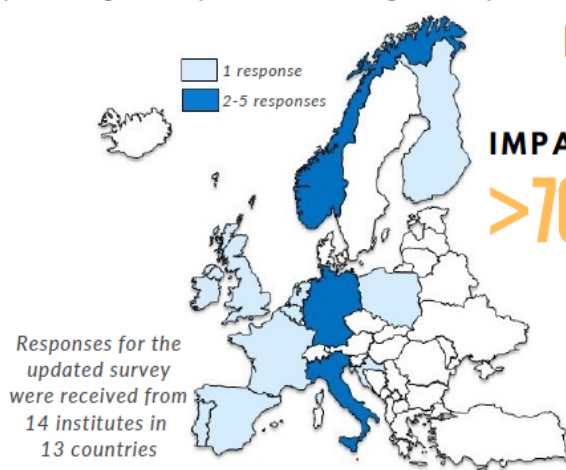 1 response
2-5 responses
IMPA
>70
Responses for the
updated survey
were received from
14 institutes in
13 countries